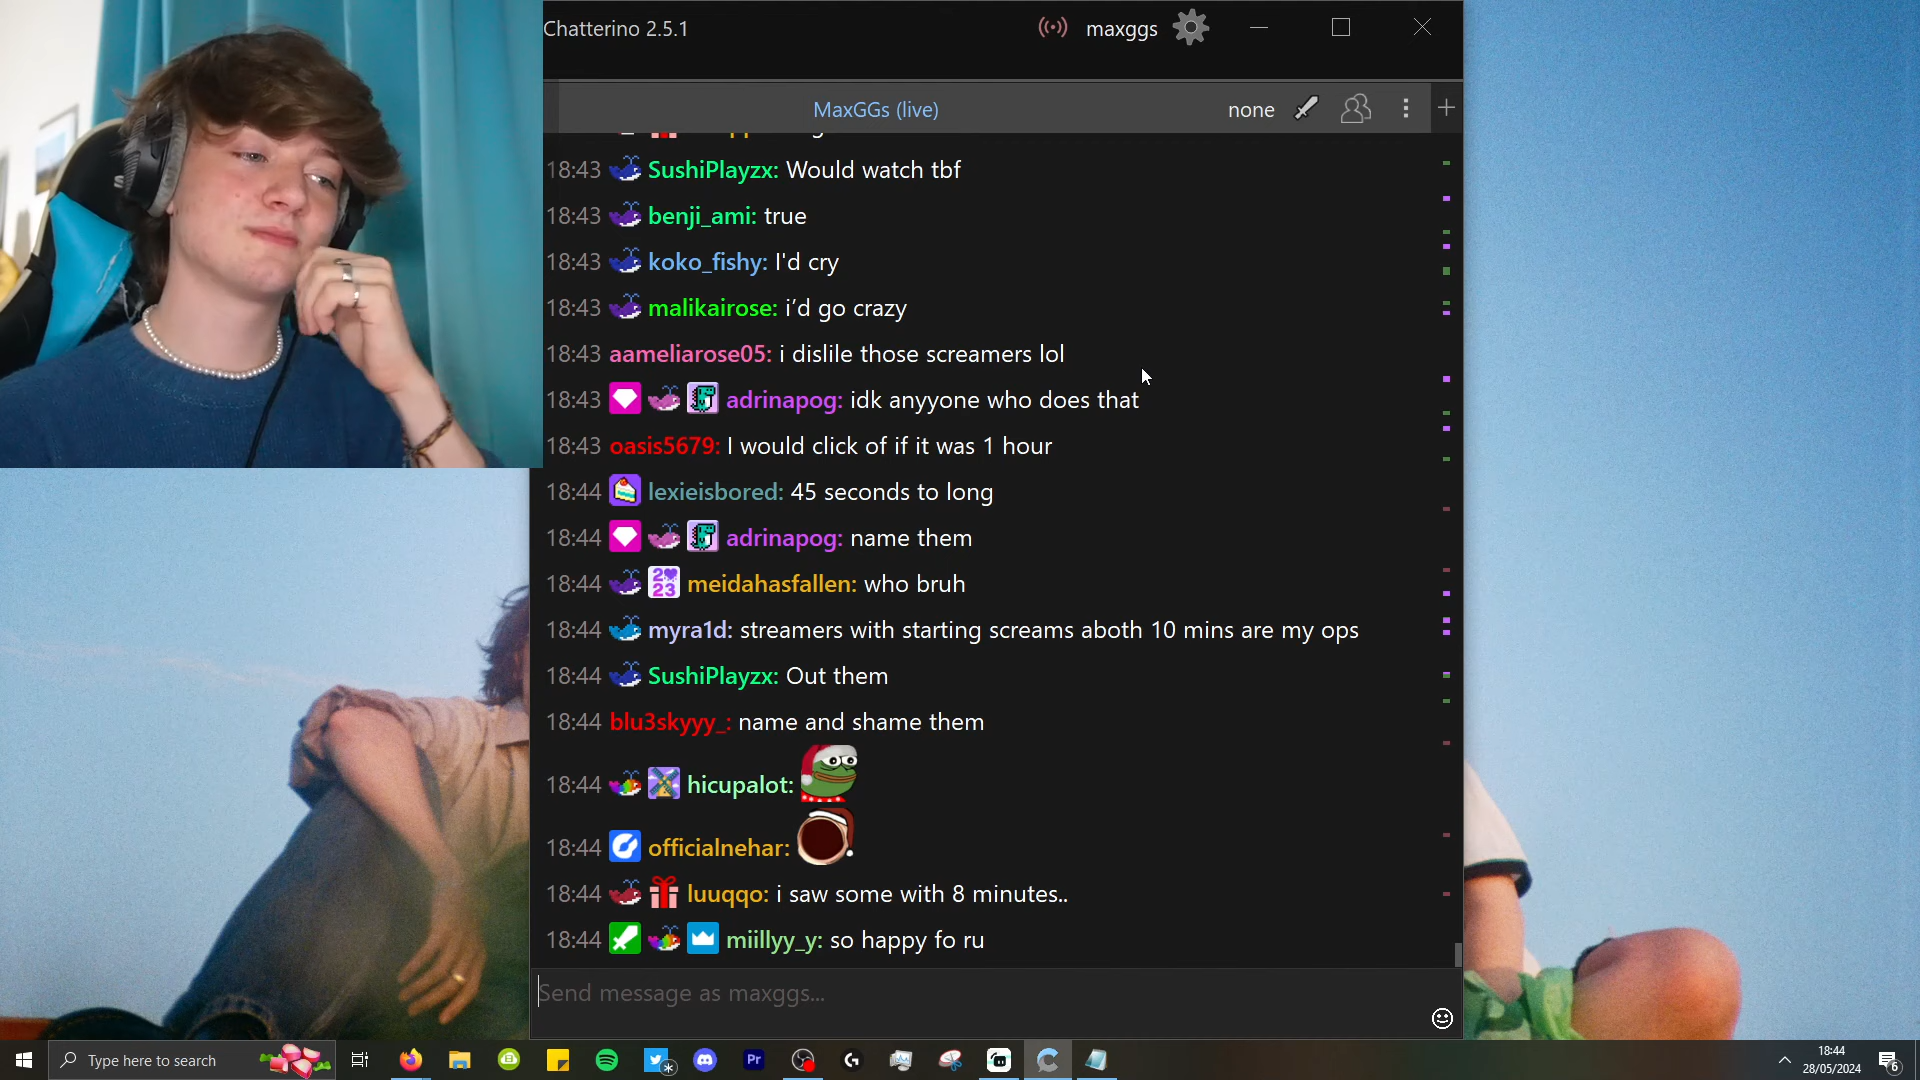 Chatterino 2.5.1
maxggs
MaxGGs (live)
none
18:43 SushiPlayzx: Would watch tbf
18:43 benji_ami: true
18:43 koko_fishy: I'd cry
18:43 malikairose: i’d go crazy
18:43 aameliarose05: i dislile those screamers lol
18:43 adrinapog: idk anyyone who does that
18:43 oasis5679: I would click of if it was 1 hour
18:44 lexieisbored: 45 seconds to long
18:44 adrinapog: name them
18:44 2023 meidahasfallen: who bruh
18:44 myra1d: streamers with starting screams aboth 10 mins are my ops
18:44 SushiPlayzx: Out them
18:44 blu3skyyy_: name and shame them
18:44 hicupalot:
18:44 officialnehar:
18:44 luuqqo: i saw some with 8 minutes..
18:44 miillyy_y: so happy fo ru
Send message as maxggs...
Type here to search
Pr
18:44
28/05/2024
6